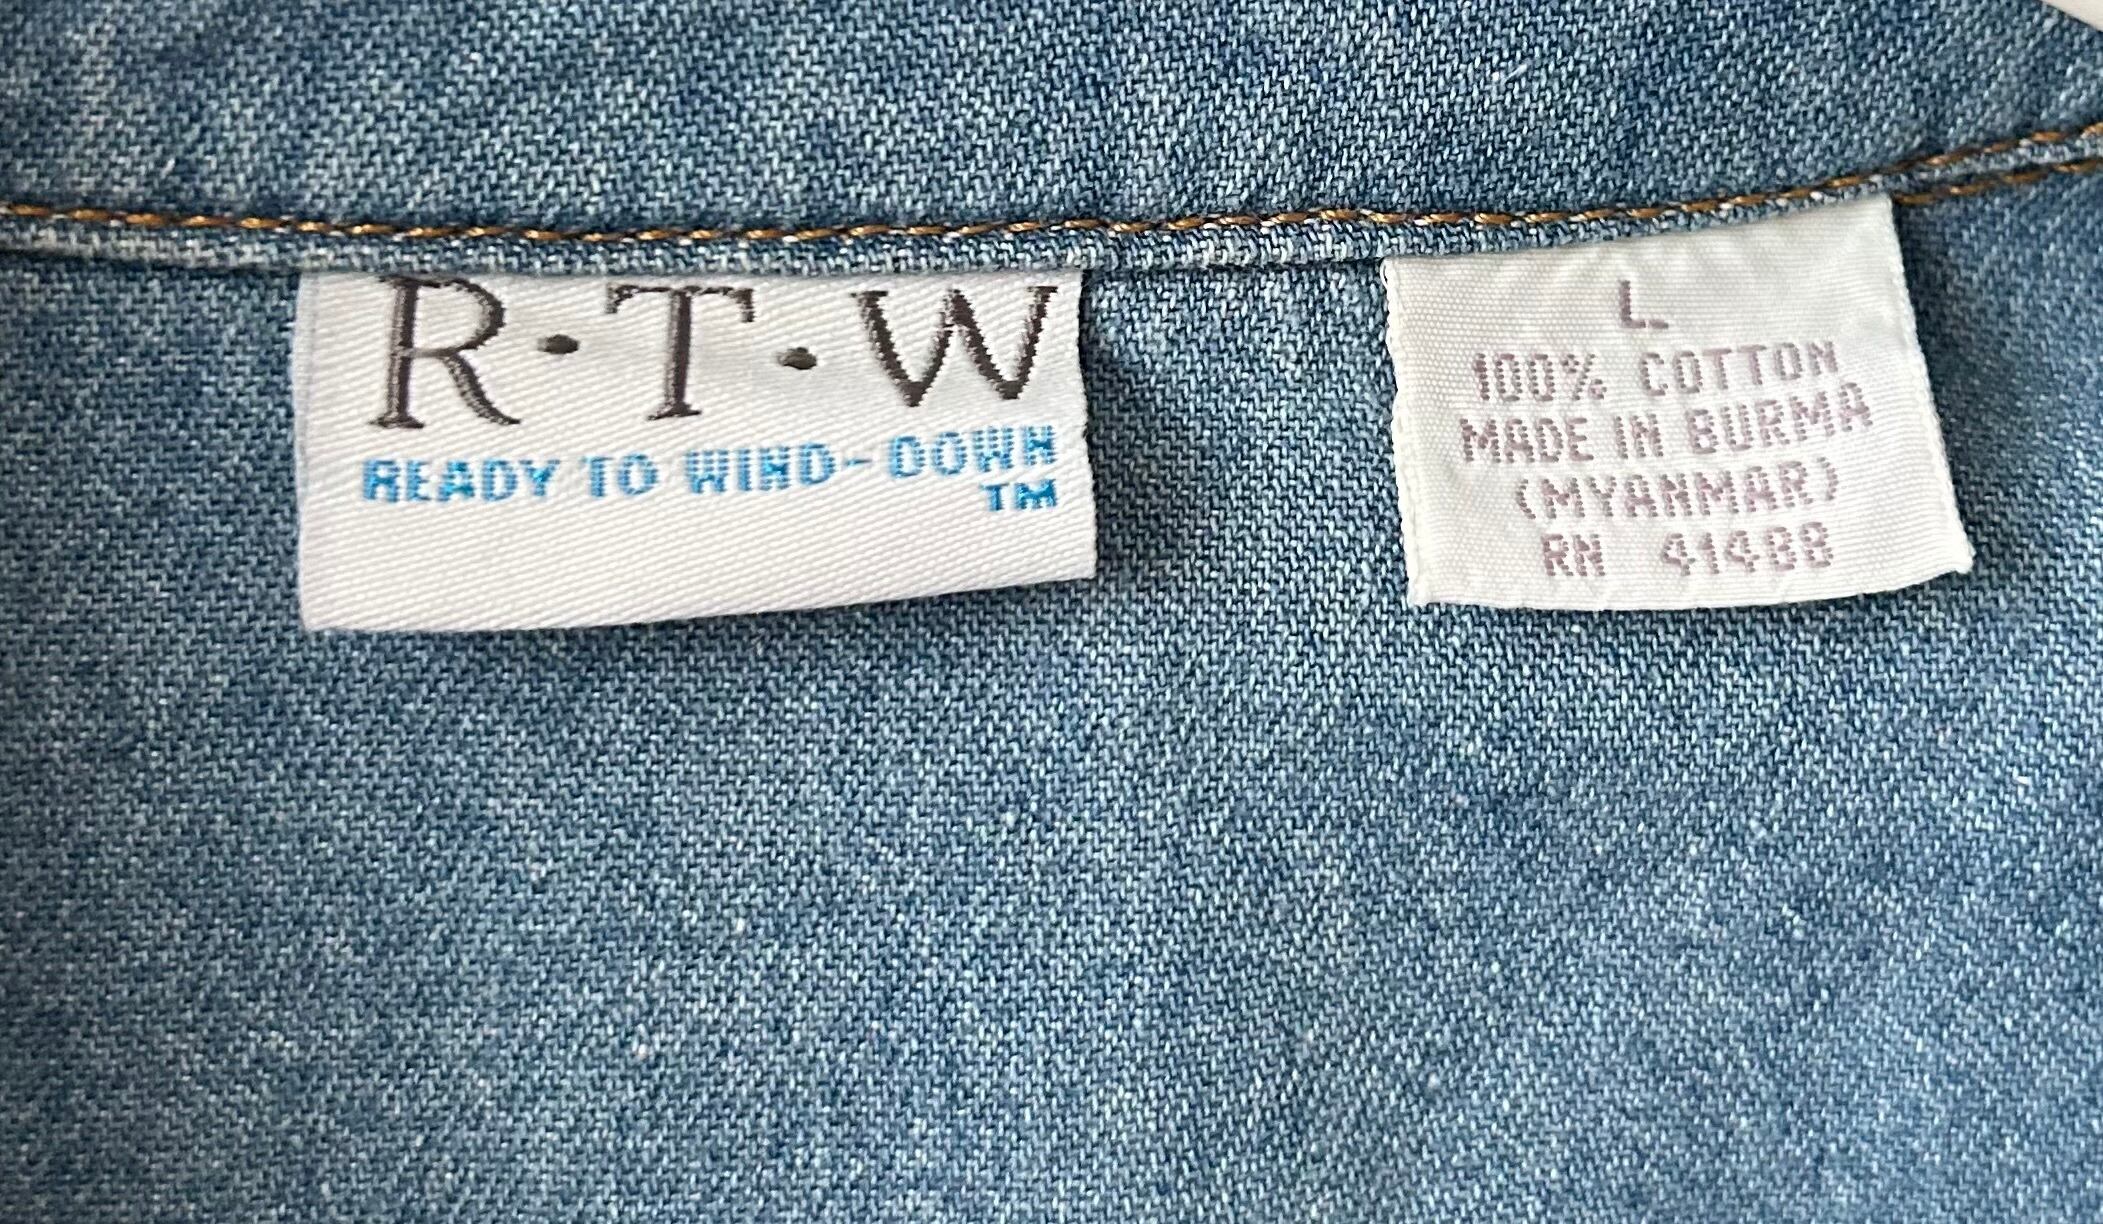 R·T·W
READY TO WIND-DOWN
TM
L
100% COTTON
MADE IN BURMA
(MYANMAR)
RN 41488